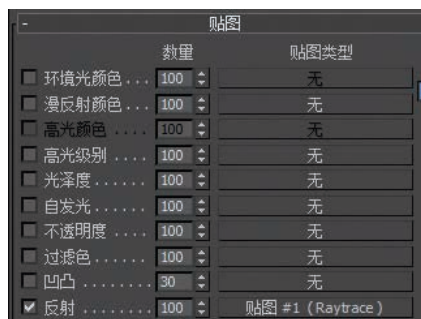 - 贴图
数量 贴图类型
环境光颜色... 100 无
漫反射颜色... 100 无
高光颜色.... 100 无
高光级别.... 100 无
光泽度...... 100 无
自发光...... 100 无
不透明度.... 100 无
过滤色...... 100 无
凹凸........ 30 无
反射........ 100 贴图 #1 (Raytrace)